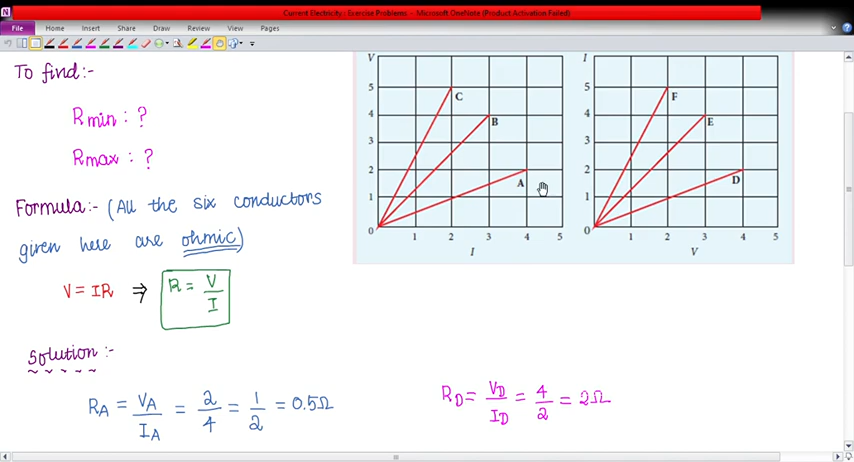 Current Electricity : Exercise Problems - Microsoft OneNote (Product Activation Failed)
File Home Insert Share Draw Review View
To find:-
Rmin : ?
Rmax : ?
Formula:- (All the six conductors
given here are ohmic)
V = IR ⇒ R = V/I
V
5
4
3
2
1
0
1 2 3 4 5
I
C
B
A
I
5
4
3
2
1
0
1 2 3 4 5
V
F
E
D
Solution:-
RA = VA/IA = 2/4 = 1/2 = 0.5Ω
RD = VD/ID = 4/2 = 2Ω